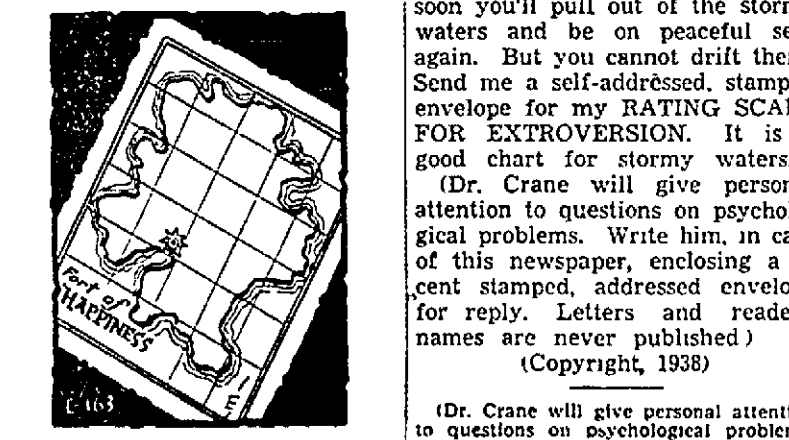 Port of
HAPPINESS
I
E
soon you'll pull out of the storm
waters and be on peaceful se
again. But you cannot drift the
Send me a self-addressed, stamp
envelope for my RATING SCA
FOR EXTROVERSION. It is
good chart for stormy waters.
(Dr. Crane will give person
attention to questions on psychol
gical problems. Write him, in ca
of this newspaper, enclosing a
cent stamped, addressed envelo
for reply. Letters and reade
names are never published)
(Copyright, 1938)
(Dr. Crane will give personal attenti
to questions on psychological problem